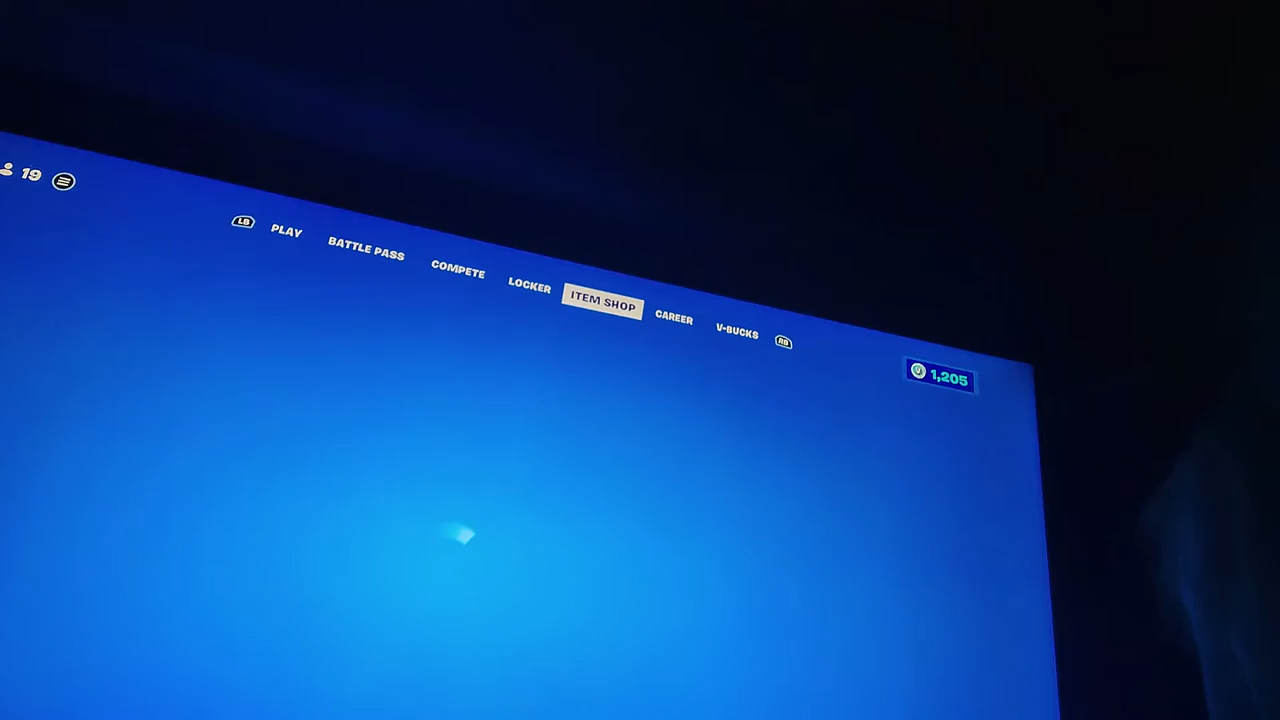 19
LB PLAY BATTLE PASS COMPETE LOCKER ITEM SHOP CAREER V-BUCKS RB
1,205